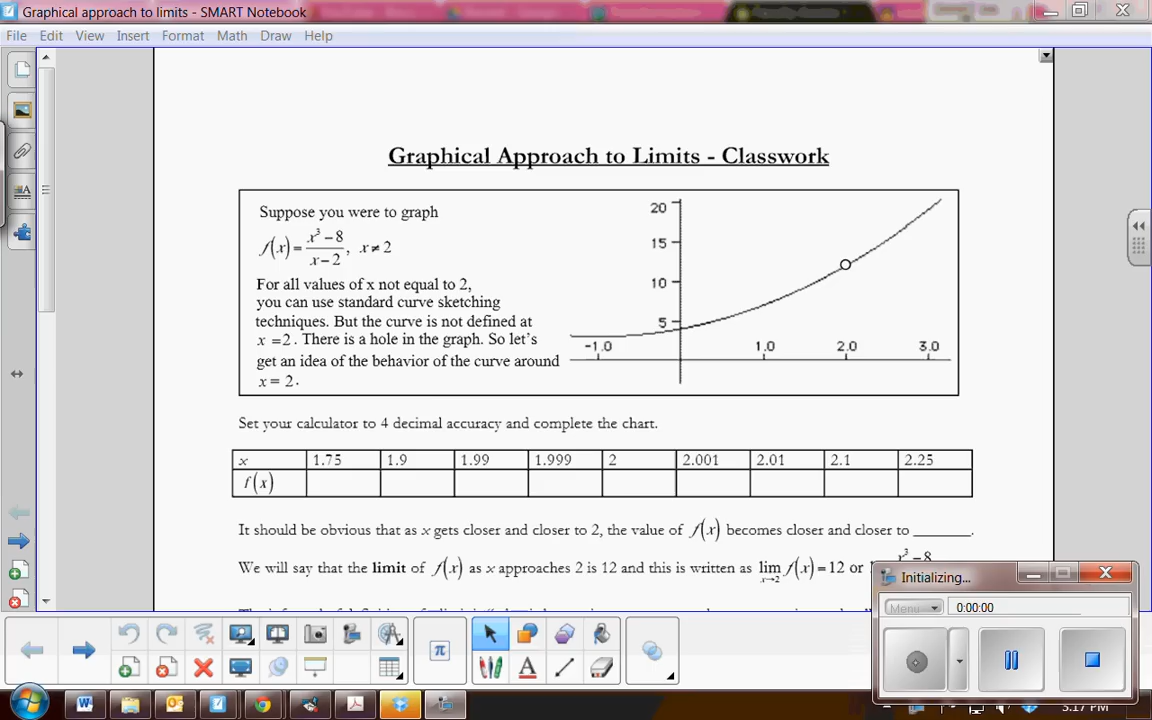 Graphical approach to limits - SMART Notebook
File Edit View Insert Format Math Draw Help
Graphical Approach to Limits - Classwork
Suppose you were to graph
f(x) = (x³ − 8)/(x − 2), x ≠ 2
For all values of x not equal to 2,
you can use standard curve sketching
techniques. But the curve is not defined at
x = 2. There is a hole in the graph. So let's
get an idea of the behavior of the curve around
x = 2.
20
15
10
5
-1.0 1.0 2.0 3.0
Set your calculator to 4 decimal accuracy and complete the chart.
x 1.75 1.9 1.99 1.999 2 2.001 2.01 2.1 2.25
f(x)
It should be obvious that as x gets closer and closer to 2, the value of f(x) becomes closer and closer to ______.
We will say that the limit of f(x) as x approaches 2 is 12 and this is written as lim x→2 f(x) = 12 or x³ − 8
Initializing...
Menu 0:00:00
π
A
5:17 PM